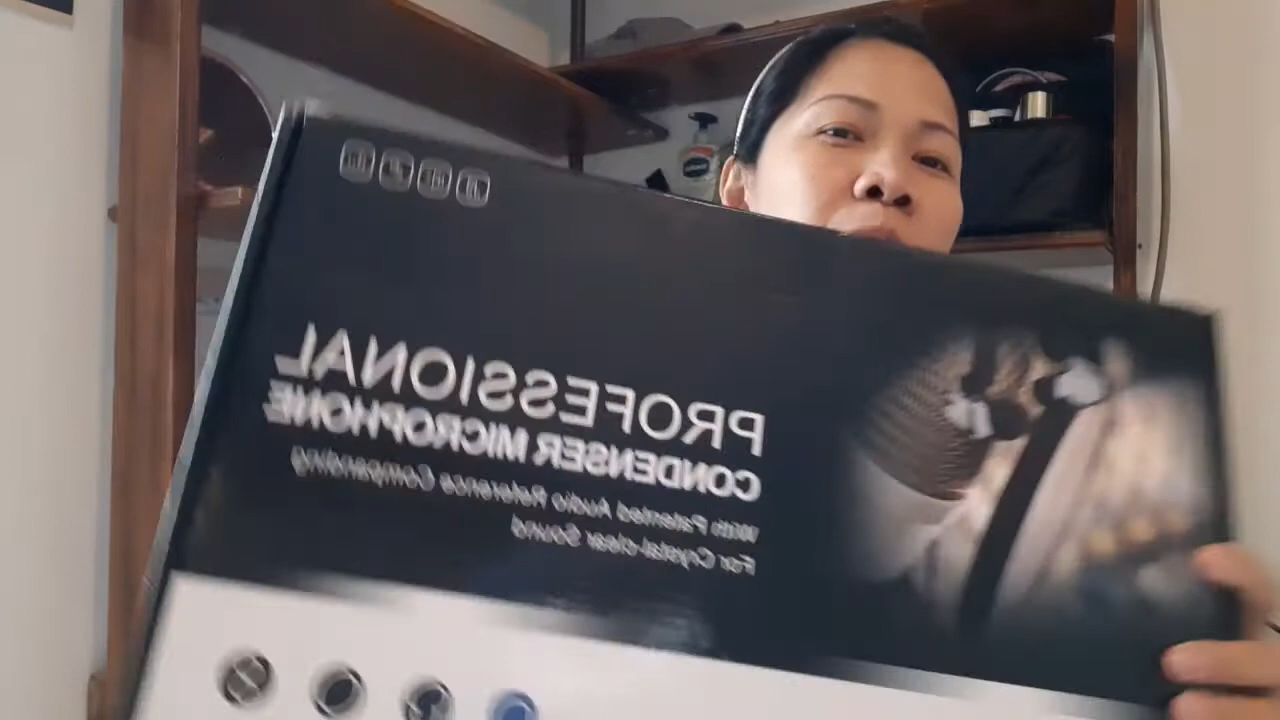 PROFESSIONAL
CONDENSER MICROPHONE
With Patented Audio Reference Companding
For Crystal-clear Sound